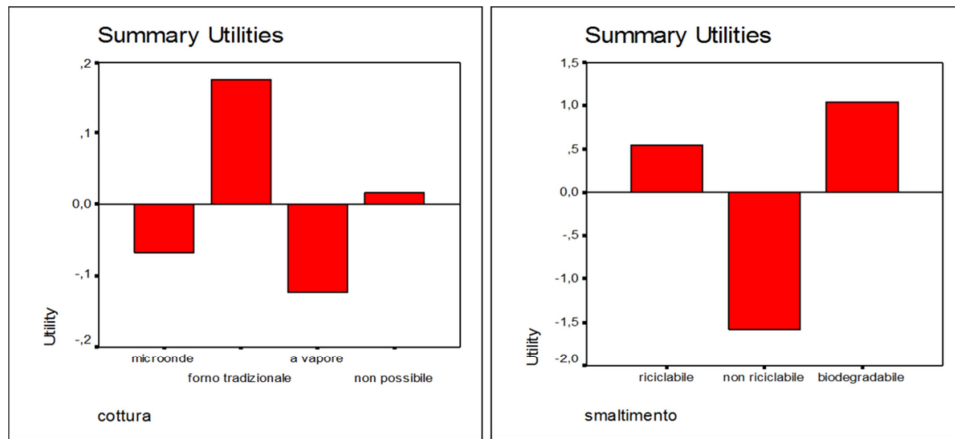 Summary Utilities
,2
,1
0,0
-,1
-,2
Utility
microonde
forno tradizionale
a vapore
non possibile
cottura
Summary Utilities
1,5
1,0
,5
0,0
-,5
-1,0
-1,5
-2,0
Utility
riciclabile
non riciclabile
biodegradabile
smaltimento